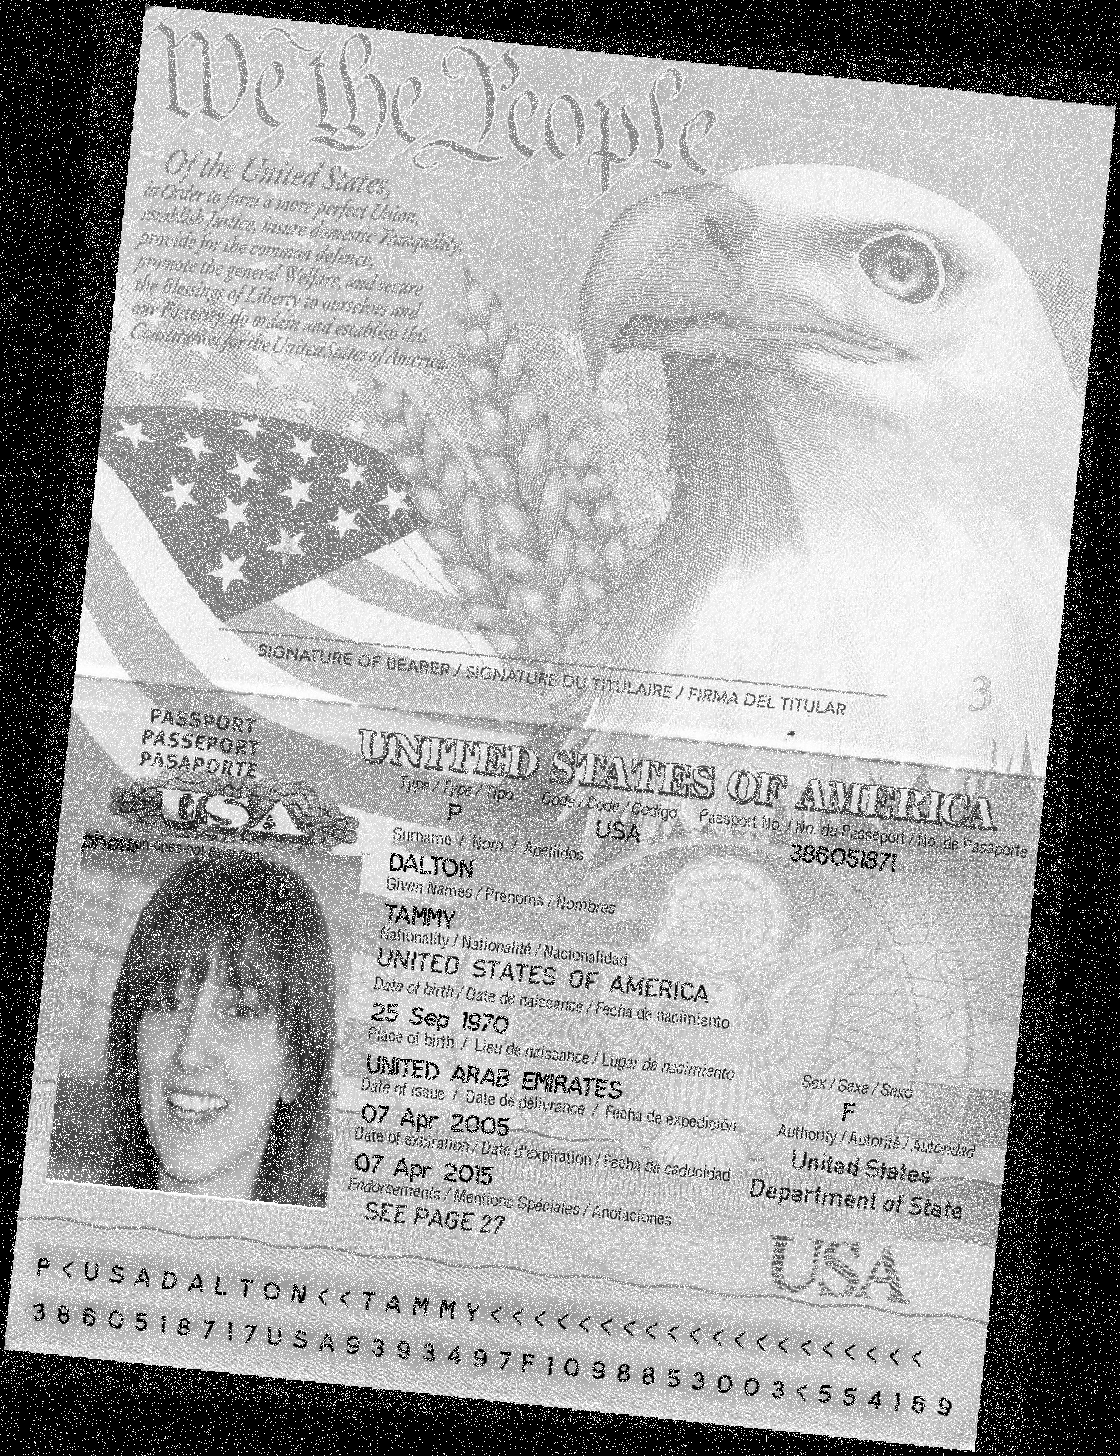 We the People
Of the United States,
in Order to form a more perfect Union,
establish Justice, insure domestic Tranquility,
provide for the common defence,
promote the general Welfare, and secure
the Blessings of Liberty to ourselves and
our Posterity, do ordain and establish this
Constitution for the United States of America.
SIGNATURE OF BEARER / SIGNATURE DU TITULAIRE / FIRMA DEL TITULAR
3
PASSPORT
PASSEPORT
PASAPORTE
USA
UNITED STATES OF AMERICA
Type / Type / Tipo Code / Code / Codigo Passport No. / No. du Passeport / No. de Pasaporte
P USA 386051871
Surname / Nom / Apellidos
DALTON
Given Names / Prénoms / Nombres
TAMMY
Nationality / Nationalité / Nacionalidad
UNITED STATES OF AMERICA
Date of birth / Date de naissance / Fecha de nacimiento
25 Sep 1970
Place of birth / Lieu de naissance / Lugar de nacimiento
UNITED ARAB EMIRATES
Sex / Sexe / Sexo
F
Date of issue / Date de délivrance / Fecha de expedición
07 Apr 2005
Authority / Autorité / Autoridad
United States
Department of State
Date of expiration / Date d'expiration / Fecha de caducidad
07 Apr 2015
Endorsements / Mentions Spéciales / Anotaciones
SEE PAGE 27
USA
P<USADALTON<<TAMMY<<<<<<<<<<<<<<<<<<<<
3860518717USA9393497F1098853003<554169